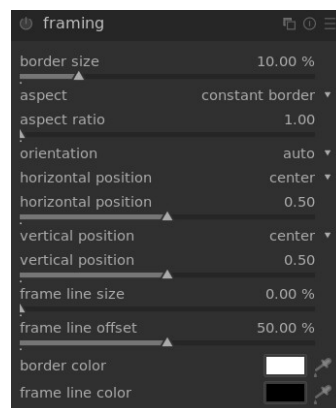 framing
border size 10.00 %
aspect constant border
aspect ratio 1.00
orientation auto
horizontal position center
horizontal position 0.50
vertical position center
vertical position 0.50
frame line size 0.00 %
frame line offset 50.00 %
border color
frame line color